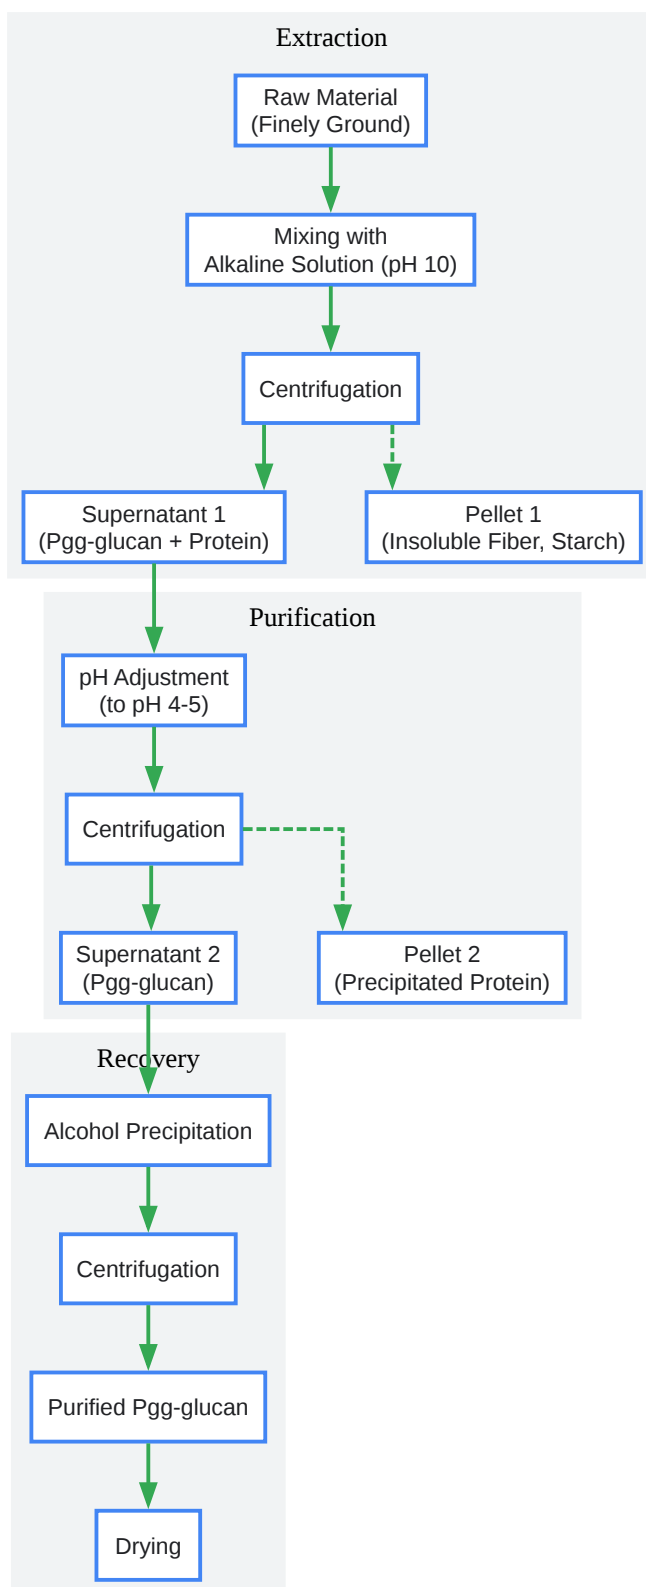 Extraction
Raw Material
(Finely Ground)
Mixing with
Alkaline Solution (pH 10)
Centrifugation
Supernatant 1
(Pgg-glucan + Protein)
Pellet 1
(Insoluble Fiber, Starch)
Purification
pH Adjustment
(to pH 4-5)
Centrifugation
Supernatant 2
(Pgg-glucan)
Pellet 2
(Precipitated Protein)
Recovery
Alcohol Precipitation
Centrifugation
Purified Pgg-glucan
Drying